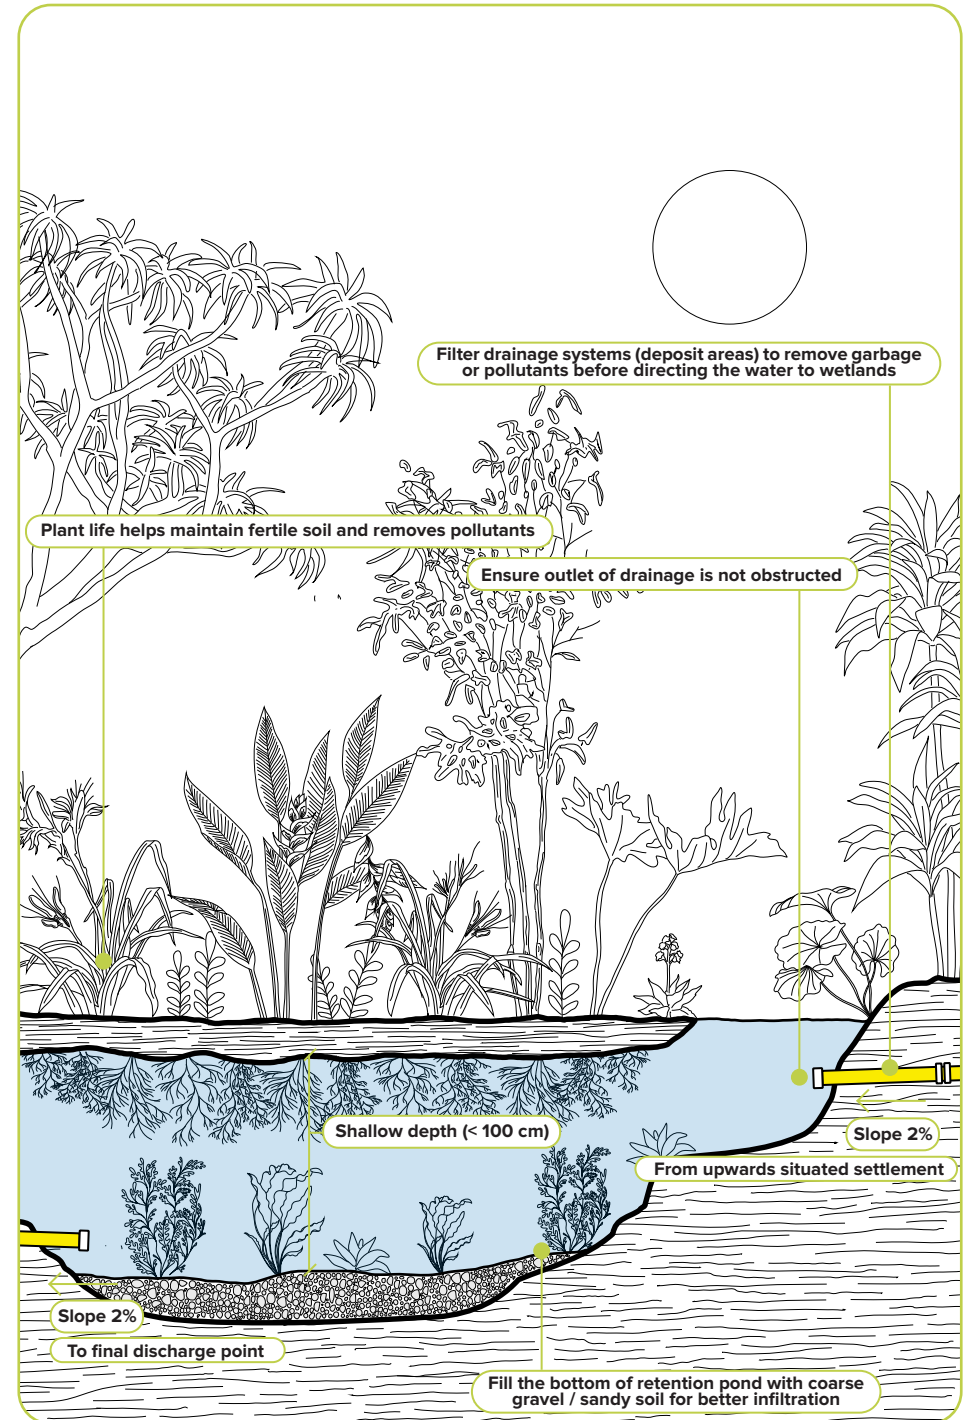 Filter drainage systems (deposit areas) to remove garbage
or pollutants before directing the water to wetlands
Plant life helps maintain fertile soil and removes pollutants
Ensure outlet of drainage is not obstructed
Shallow depth (< 100 cm)
Slope 2%
From upwards situated settlement
Slope 2%
To final discharge point
Fill the bottom of retention pond with coarse
gravel / sandy soil for better infiltration